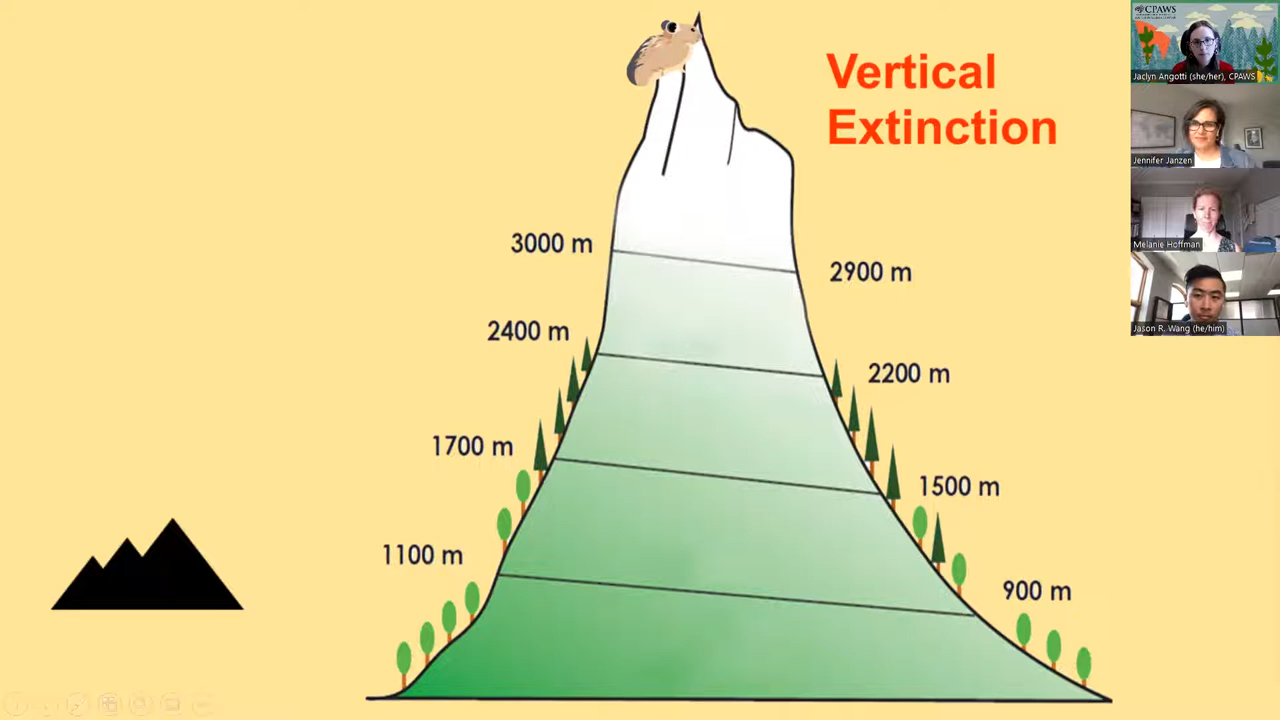 Vertical
Extinction
3000 m
2900 m
2400 m
2200 m
1700 m
1500 m
1100 m
900 m
CPAWS
Jaclyn Angotti (she/her), CPAWS
Jennifer Janzen
Melanie Hoffman
Jason R. Wang (he/him)